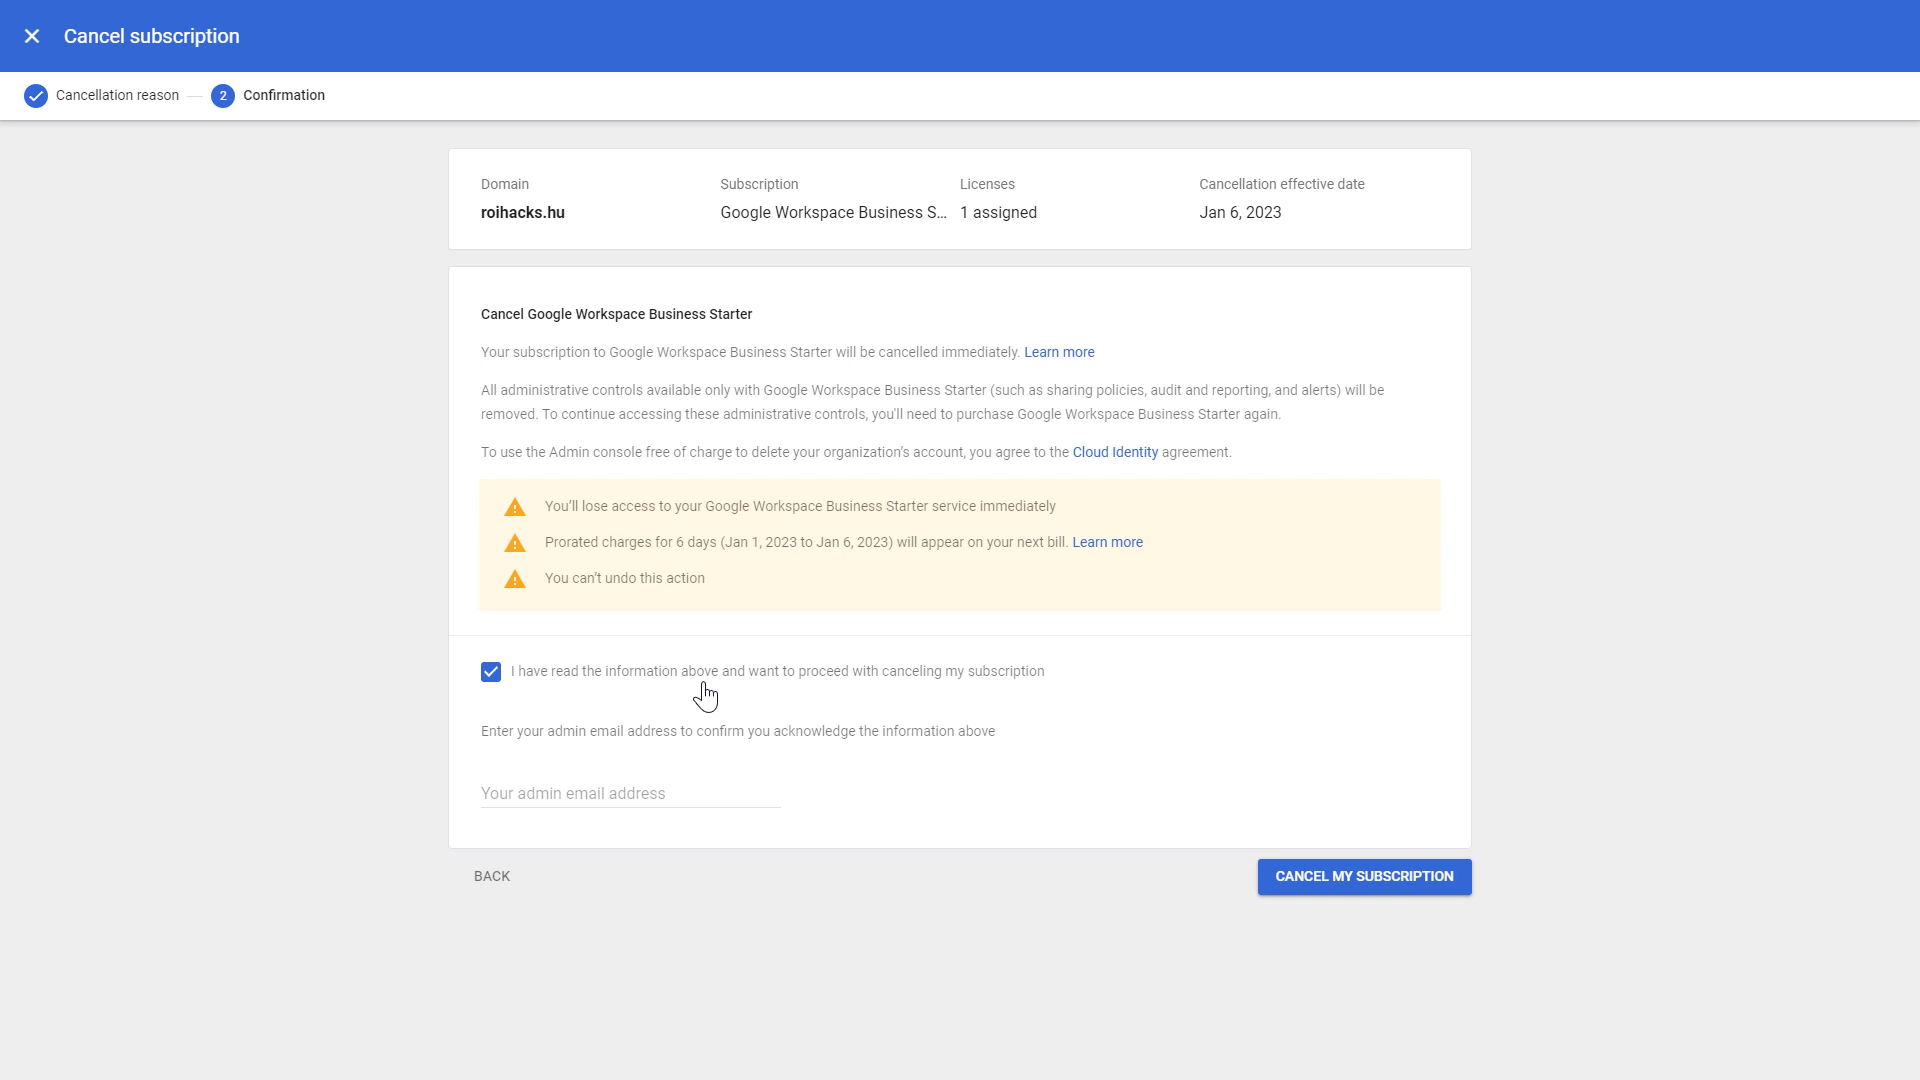 Cancel subscription
Cancellation reason
2 Confirmation
Domain
Subscription
Licenses
Cancellation effective date
roihacks.hu
Google Workspace Business S...
1 assigned
Jan 6, 2023
Cancel Google Workspace Business Starter
Your subscription to Google Workspace Business Starter will be cancelled immediately. Learn more
All administrative controls available only with Google Workspace Business Starter (such as sharing policies, audit and reporting, and alerts) will be
removed. To continue accessing these administrative controls, you'll need to purchase Google Workspace Business Starter again.
To use the Admin console free of charge to delete your organization's account, you agree to the Cloud Identity agreement.
You'll lose access to your Google Workspace Business Starter service immediately
Prorated charges for 6 days (Jan 1, 2023 to Jan 6, 2023) will appear on your next bill. Learn more
You can't undo this action
I have read the information above and want to proceed with canceling my subscription
Enter your admin email address to confirm you acknowledge the information above
Your admin email address
BACK
CANCEL MY SUBSCRIPTION